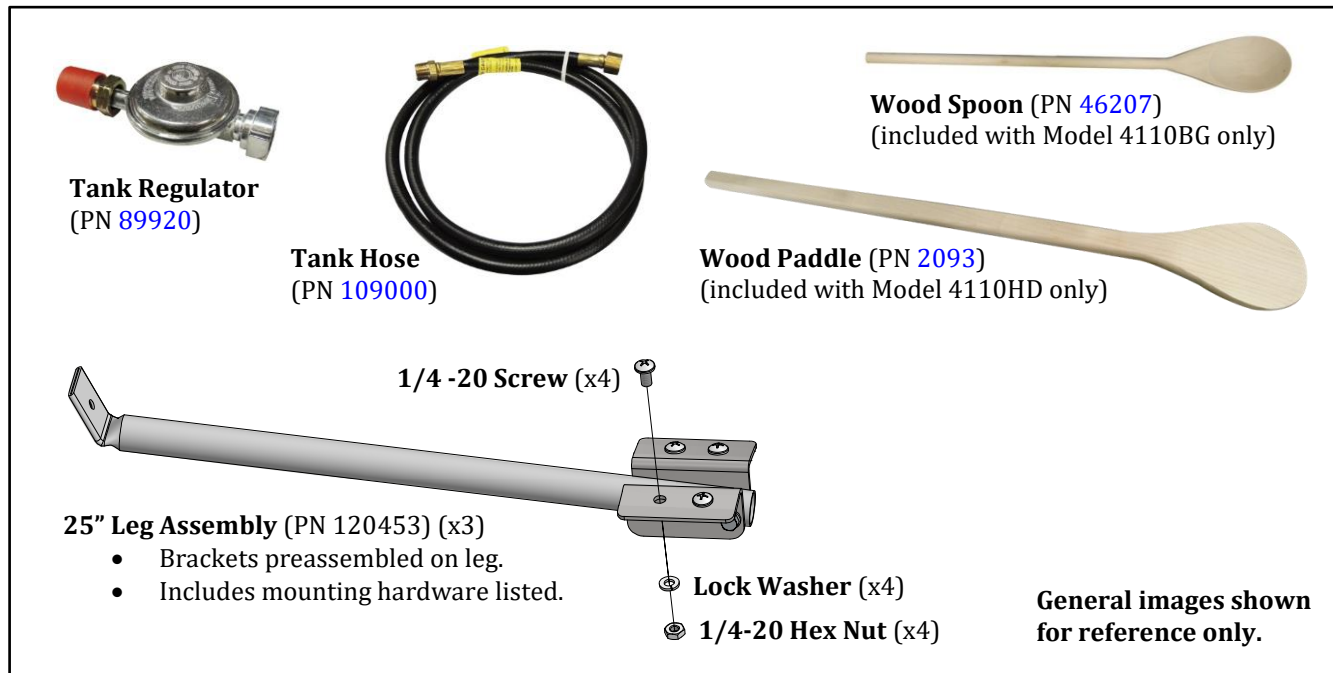 Tank Regulator
(PN 89920)
Tank Hose
(PN 109000)
Wood Spoon (PN 46207)
(included with Model 4110BG only)
Wood Paddle (PN 2093)
(included with Model 4110HD only)
1/4 -20 Screw (x4)
25” Leg Assembly (PN 120453) (x3)
• Brackets preassembled on leg.
• Includes mounting hardware listed.
Lock Washer (x4)
1/4-20 Hex Nut (x4)
General images shown
for reference only.